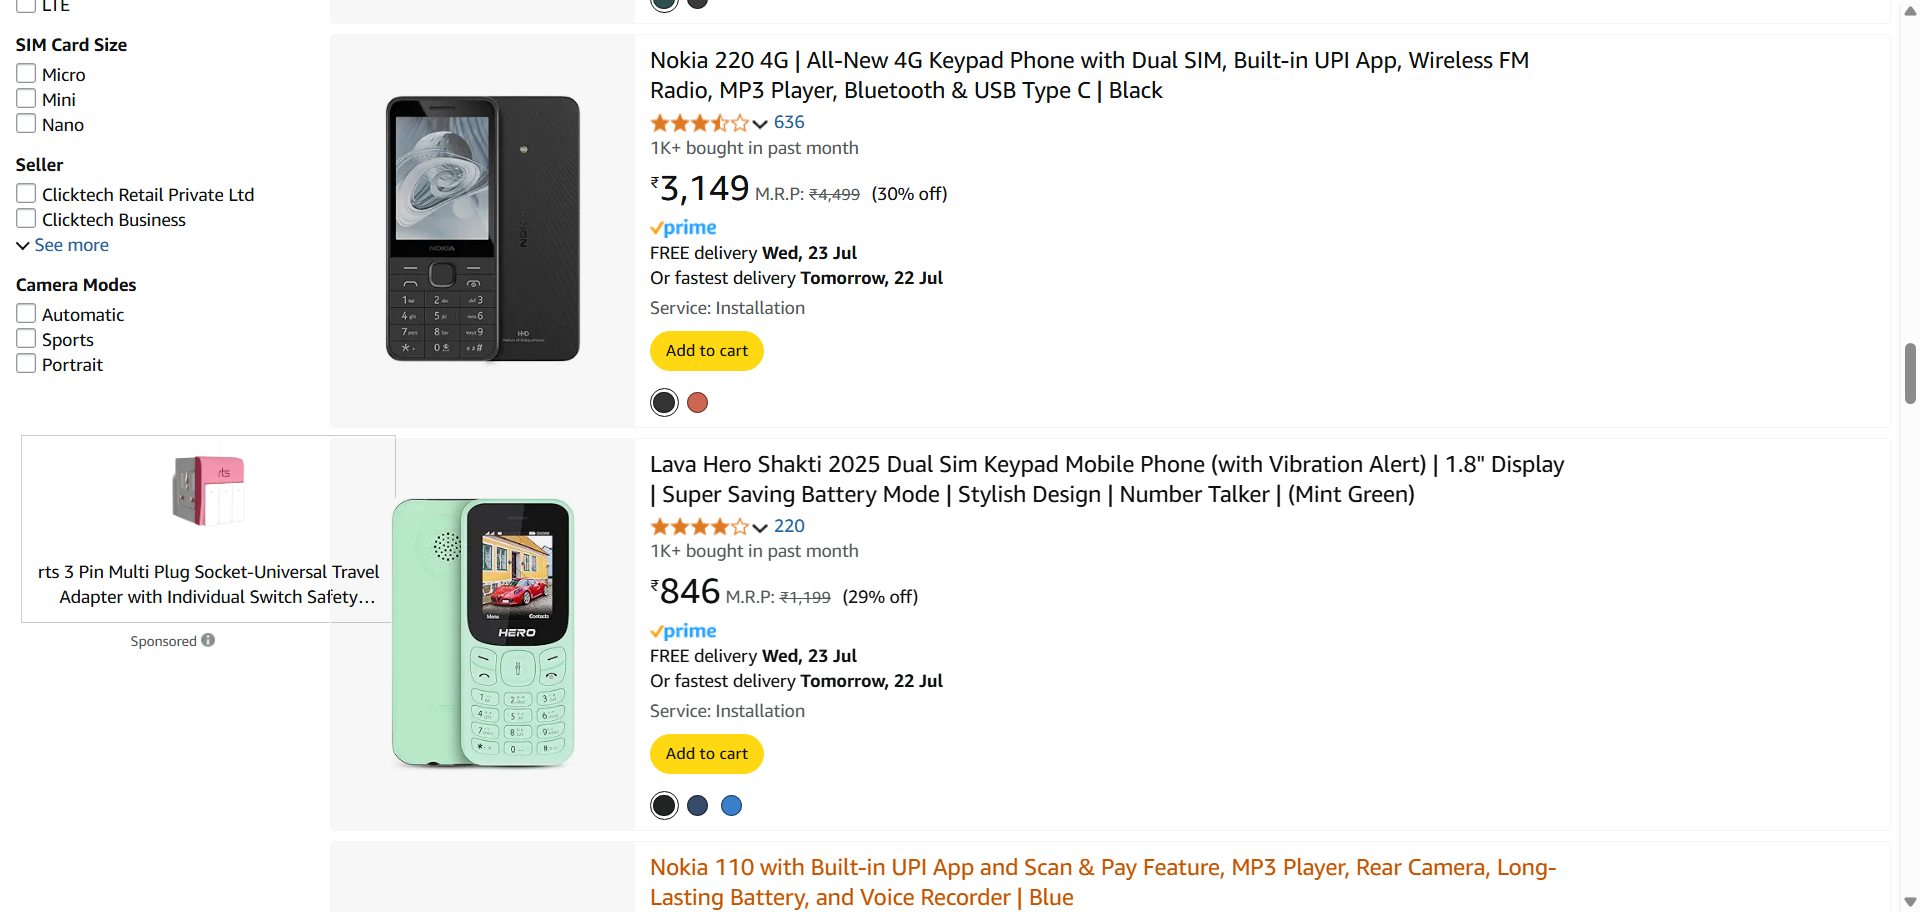 LTE
SIM Card Size
Micro
Mini
Nano
Seller
Clicktech Retail Private Ltd
Clicktech Business
See more
Camera Modes
Automatic
Sports
Portrait
rts
rts 3 Pin Multi Plug Socket-Universal Travel
Adapter with Individual Switch Safety...
Sponsored
NOKIA
Nokia 220 4G | All-New 4G Keypad Phone with Dual SIM, Built-in UPI App, Wireless FM
Radio, MP3 Player, Bluetooth & USB Type C | Black
636
1K+ bought in past month
₹3,149 M.R.P: ₹4,499 (30% off)
prime
FREE delivery Wed, 23 Jul
Or fastest delivery Tomorrow, 22 Jul
Service: Installation
Add to cart
Menu Contacts
HERO
Lava Hero Shakti 2025 Dual Sim Keypad Mobile Phone (with Vibration Alert) | 1.8" Display
| Super Saving Battery Mode | Stylish Design | Number Talker | (Mint Green)
220
1K+ bought in past month
₹846 M.R.P: ₹1,199 (29% off)
prime
FREE delivery Wed, 23 Jul
Or fastest delivery Tomorrow, 22 Jul
Service: Installation
Add to cart
Nokia 110 with Built-in UPI App and Scan & Pay Feature, MP3 Player, Rear Camera, Long-
Lasting Battery, and Voice Recorder | Blue